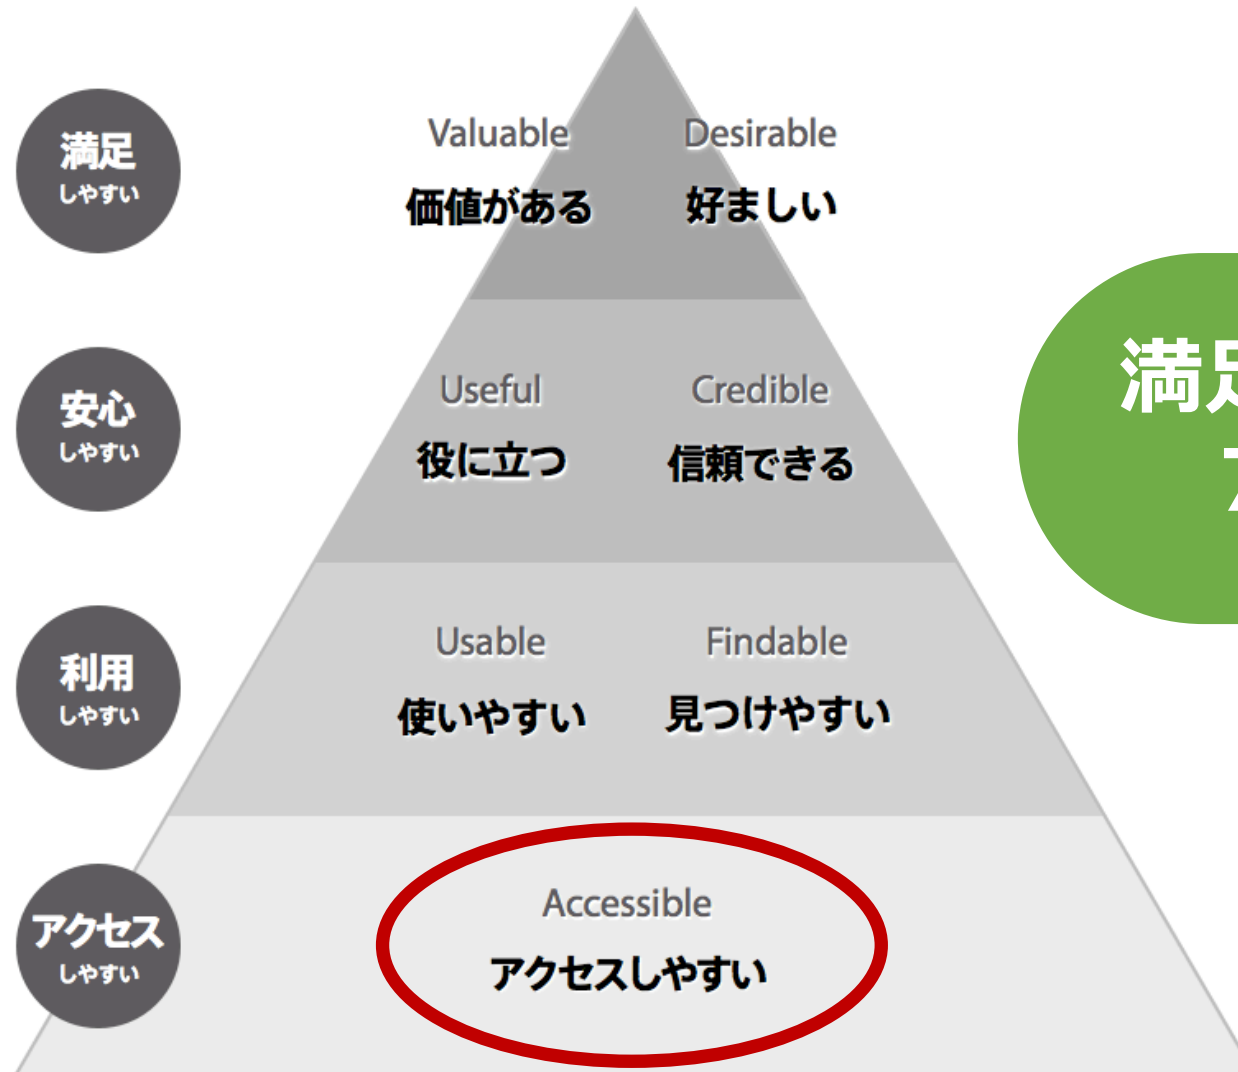 満足
しやすい
Valuable
Desirable
価値がある
好ましい
安心
しやすい
Useful
Credible
役に立つ
信頼できる
満足
利用
しやすい
Usable
Findable
使いやすい
見つけやすい
アクセス
しやすい
Accessible
アクセスしやすい